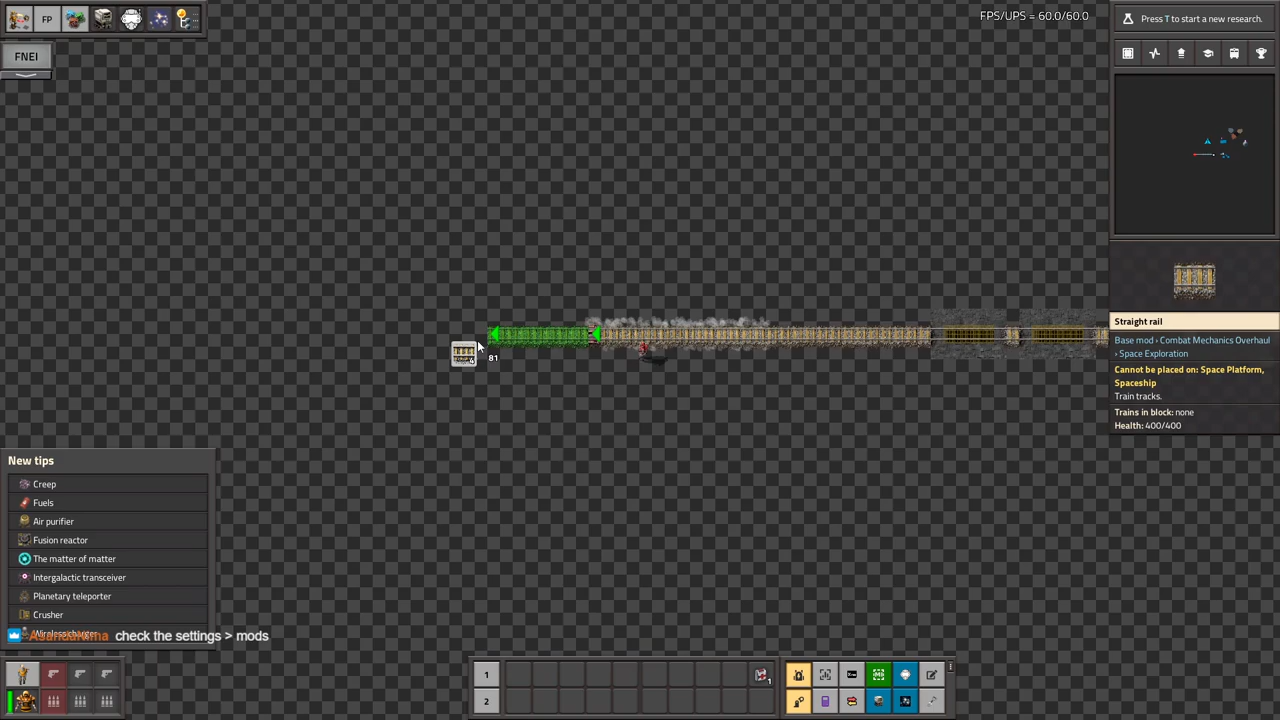 FP
FPS/UPS = 60.0/60.0
Press T to start a new research.
FNEI
Straight rail
Base mod › Combat Mechanics Overhaul
› Space Exploration
Cannot be placed on: Space Platform,
Spaceship
Train tracks.
Trains in block: none
Health: 400/400
4
81
New tips
Creep
Fuels
Air purifier
Fusion reactor
The matter of matter
Intergalactic transceiver
Planetary teleporter
Crusher
check the settings > mods
1
1
2